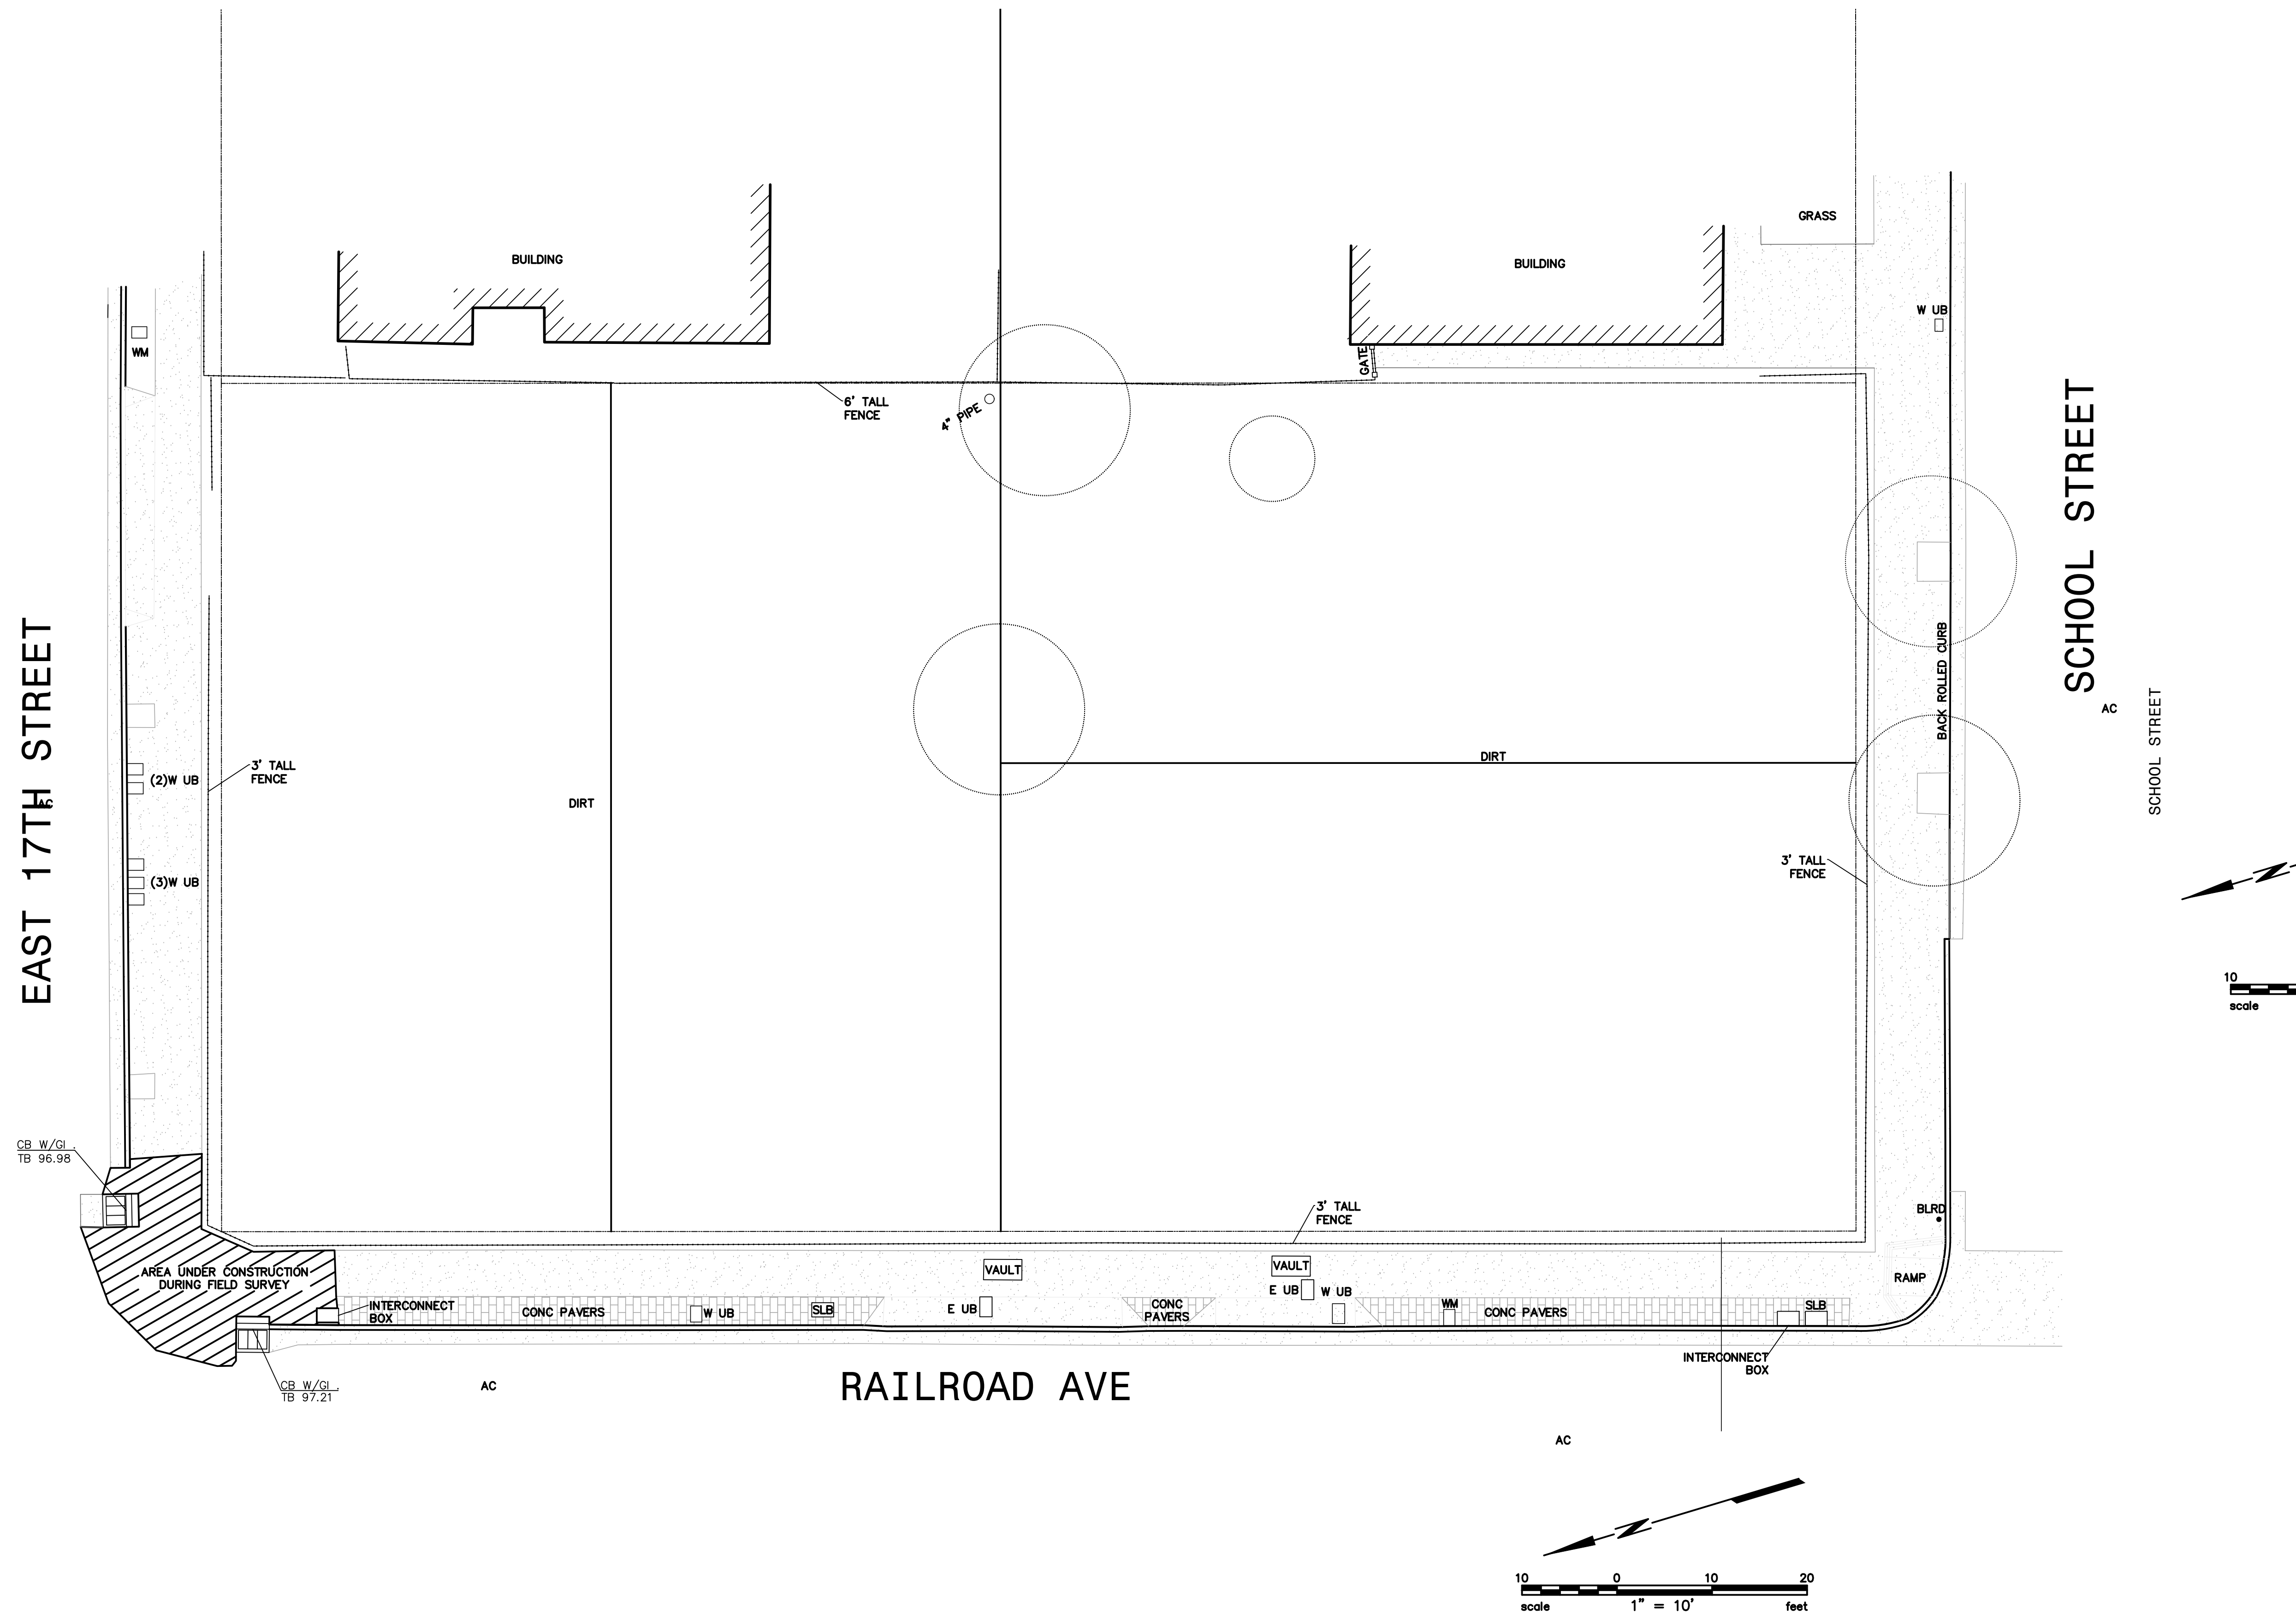 GRASS
BUILDING
BUILDING
W UB
WM
GATE
6' TALL
FENCE
4" PIPE
SCHOOL STREET
BACK ROLLED CURB
AC
SCHOOL STREET
EAST 17TH STREET
AC
3' TALL
FENCE
(2)W UB
DIRT
DIRT
(3)W UB
3' TALL
FENCE
10
scale
CB W/GI.
TB 96.98
3' TALL
FENCE
BLRD
AREA UNDER CONSTRUCTION
DURING FIELD SURVEY
VAULT
VAULT
E UB
W UB
RAMP
INTERCONNECT
BOX
CONC PAVERS
W UB
SLB
E UB
CONC
PAVERS
WM
CONC PAVERS
SLB
INTERCONNECT
BOX
CB W/GI.
TB 97.21
AC
RAILROAD AVE
AC
10 0 10 20
scale 1" = 10' feet